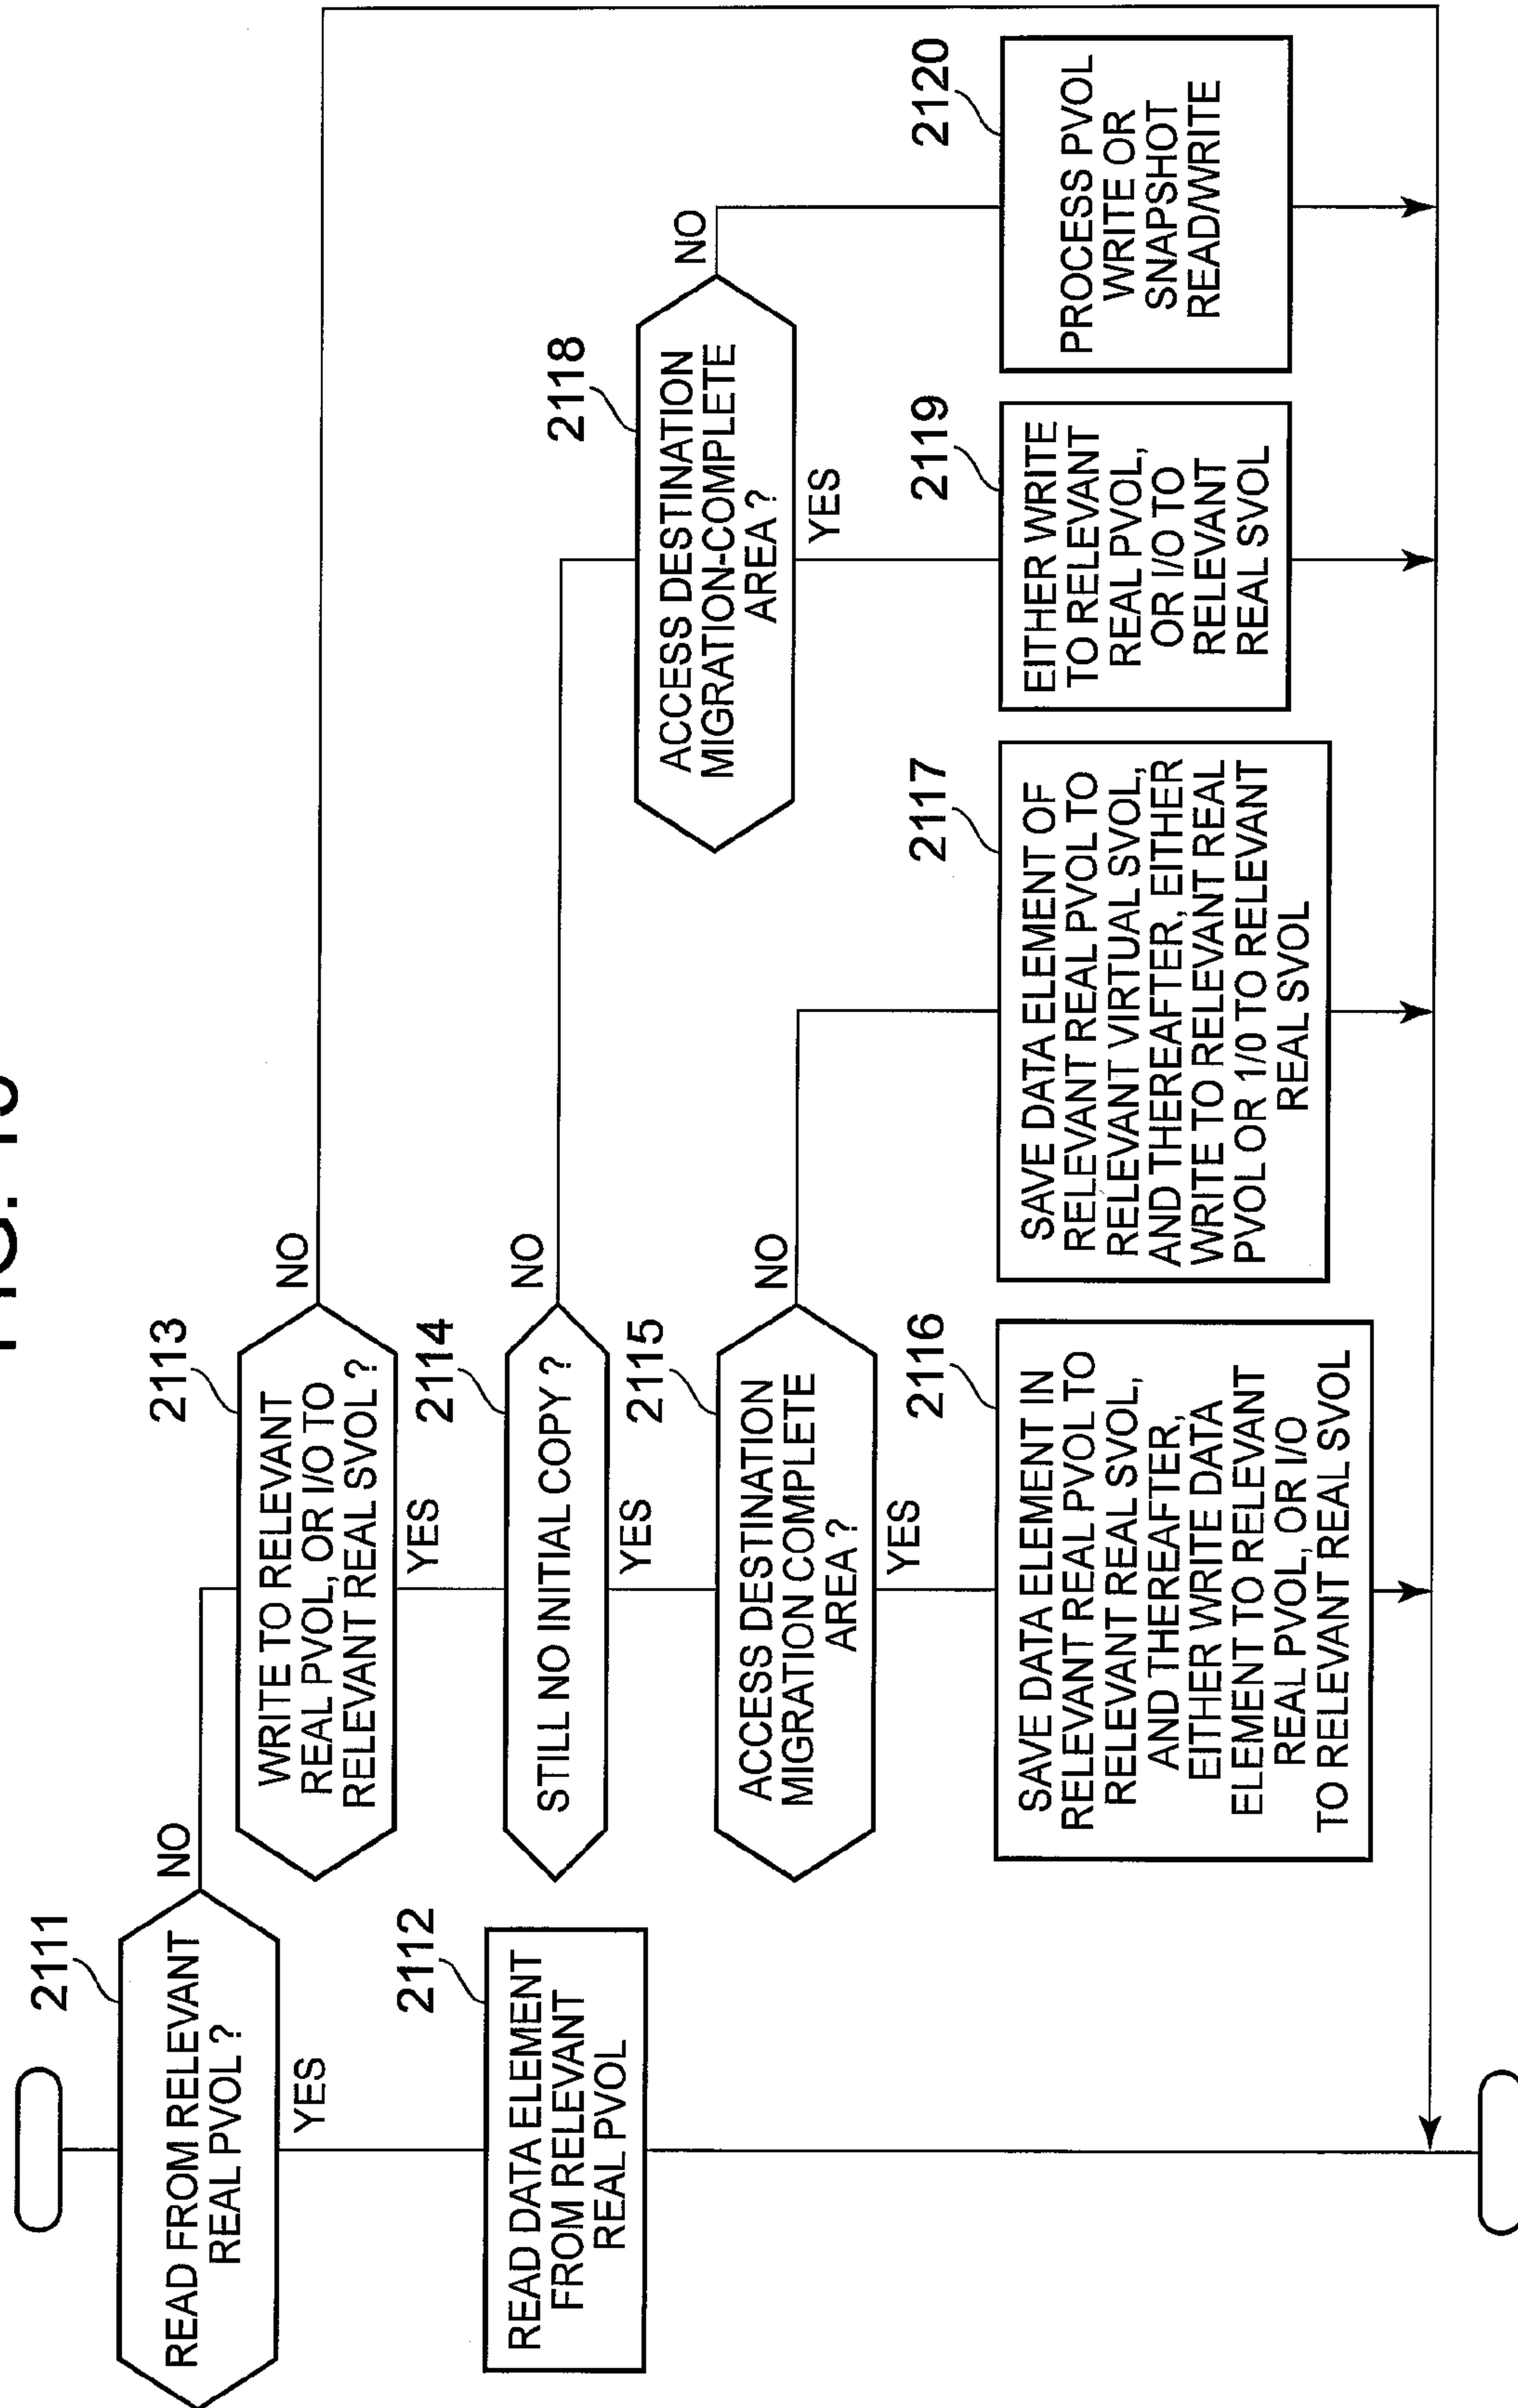 FIG.
2111
READ FROM RELEVANT
REAL PVOL ?
NO
YES
2112
READ DATA ELEMENT
FROM RELEVANT
REAL PVOL
2113
WRITE TO RELEVANT
REAL PVOL, OR I/O TO
RELEVANT REAL SVOL ?
NO
YES
2114
STILL NO INITIAL COPY ?
NO
YES
2115
ACCESS DESTINATION
MIGRATION COMPLETE
AREA ?
NO
YES
2116
SAVE DATA ELEMENT IN
RELEVANT REAL PVOL TO
RELEVANT REAL SVOL,
AND THEREAFTER,
EITHER WRITE DATA
ELEMENT TO RELEVANT
REAL PVOL, OR I/O
TO RELEVANT REAL SVOL
2117
SAVE DATA ELEMENT OF
RELEVANT REAL PVOL TO
RELEVANT VIRTUAL SVOL,
AND THEREAFTER, EITHER
WRITE TO RELEVANT REAL
PVOL OR 1/0 TO RELEVANT
REAL SVOL
2118
ACCESS DESTINATION
MIGRATION-COMPLETE
AREA ?
NO
YES
2119
EITHER WRITE
TO RELEVANT
REAL PVOL,
OR I/O TO
RELEVANT
REAL SVOL
2120
PROCESS PVOL
WRITE OR
SNAPSHOT
READ/WRITE